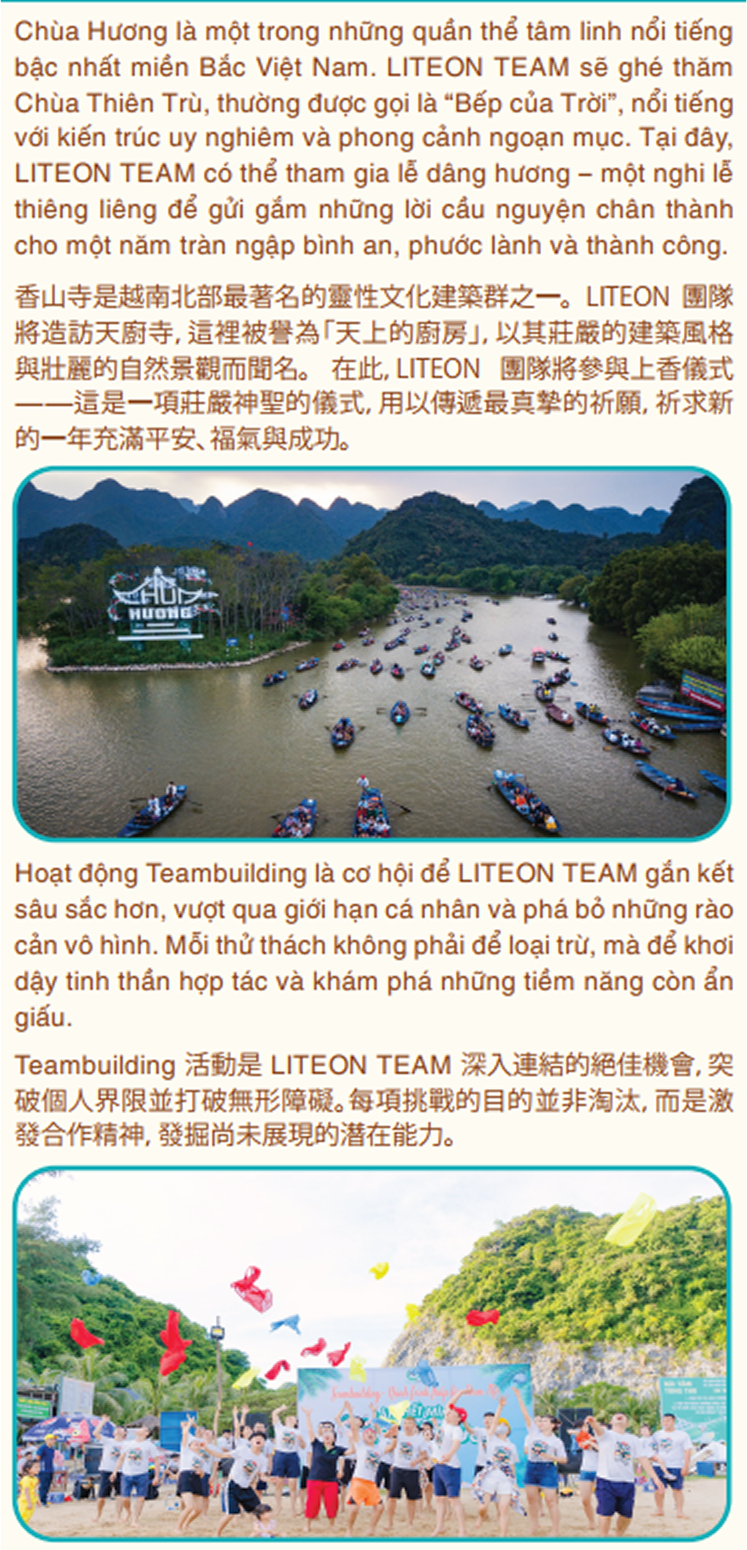 Chùa Hương là một trong những quần thể tâm linh nổi tiếng
bậc nhất miền Bắc Việt Nam. LITEON TEAM sẽ ghé thăm
Chùa Thiên Trù, thường được gọi là “Bếp của Trời”, nổi tiếng
với kiến trúc uy nghiêm và phong cảnh ngoạn mục. Tại đây,
LITEON TEAM có thể tham gia lễ dâng hương – một nghi lễ
thiêng liêng để gửi gắm những lời cầu nguyện chân thành
cho một năm tràn ngập bình an, phước lành và thành công.
香山寺是越南北部最著名的靈性文化建築群之一。LITEON 團隊
將造訪天廚寺, 這裡被譽為「天上的廚房」, 以其莊嚴的建築風格
與壯麗的自然景觀而聞名。 在此, LITEON 團隊將參與上香儀式
——這是一項莊嚴神聖的儀式, 用以傳遞最真摯的祈願, 祈求新
的一年充滿平安、福氣與成功。
HƯƠNG
Hoạt động Teambuilding là cơ hội để LITEON TEAM gắn kết
sâu sắc hơn, vượt qua giới hạn cá nhân và phá bỏ những rào
cản vô hình. Mỗi thử thách không phải để loại trừ, mà để khơi
dậy tinh thần hợp tác và khám phá những tiềm năng còn ẩn
giấu.
Teambuilding 活動是 LITEON TEAM 深入連結的絕佳機會, 突
破個人界限並打破無形障礙。每項挑戰的目的並非淘汰, 而是激
發合作精神, 發掘尚未展現的潛在能力。
Teambuilding